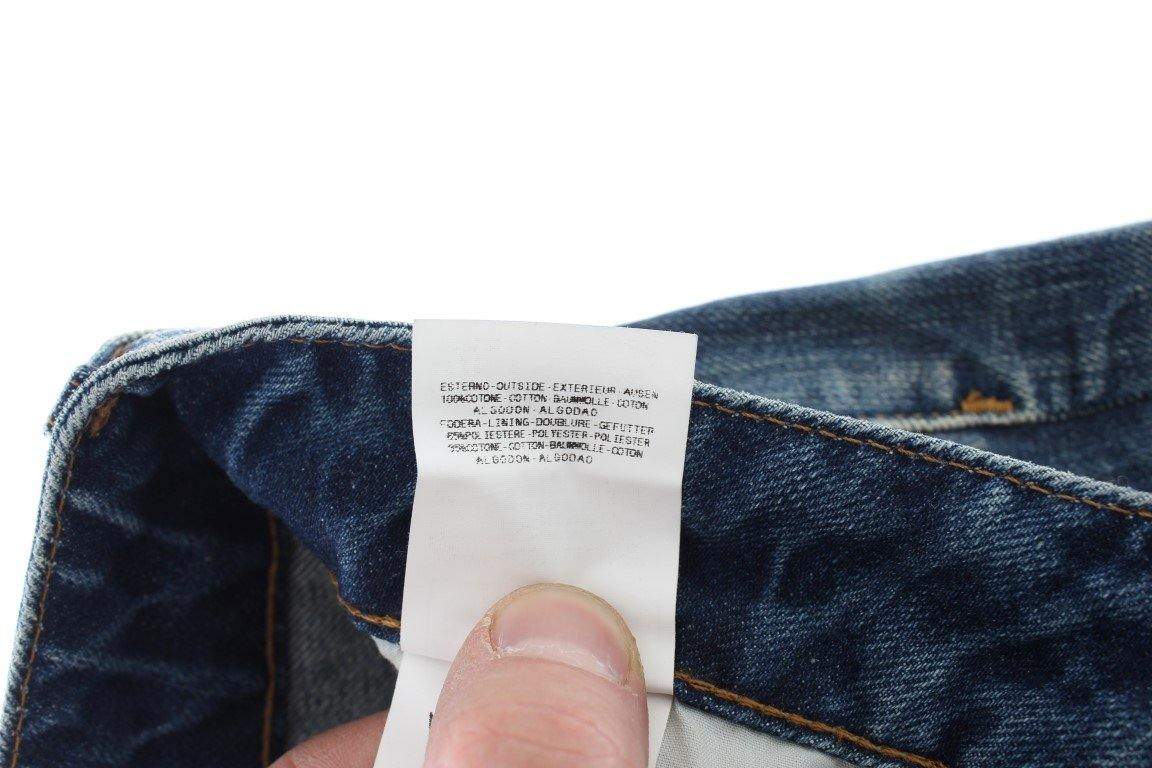 ESTERNO-OUTSIDE-EXTERIEUR-AUSEN
100%COTONE-COTTON-BAUMWOLLE-COTON
ALGODON-ALGODAO
FODERA-LINING-DOUBLURE-GEFUTTER
65%POLIESTERE-POLYESTER-POLIESTER
35%COTONE-COTTON-BAUMWOLLE-COTON
ALGODON-ALGODAO